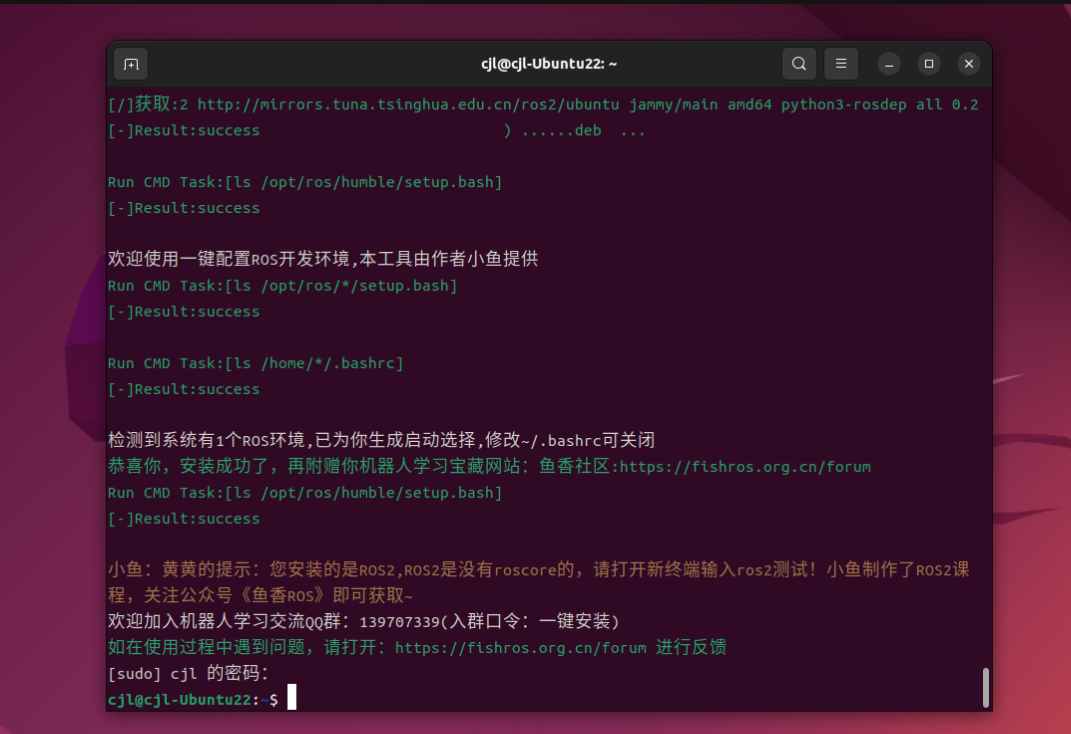 cjl@cjl-Ubuntu22: ~
[/]获取:2 http://mirrors.tuna.tsinghua.edu.cn/ros2/ubuntu jammy/main amd64 python3-rosdep all 0.2
[-]Result:success                           ) ......deb  ...
Run CMD Task:[ls /opt/ros/humble/setup.bash]
[-]Result:success
欢迎使用一键配置ROS开发环境,本工具由作者小鱼提供
Run CMD Task:[ls /opt/ros/*/setup.bash]
[-]Result:success
Run CMD Task:[ls /home/*/.bashrc]
[-]Result:success
检测到系统有1个ROS环境,已为你生成启动选择,修改~/.bashrc可关闭
恭喜你，安装成功了，再附赠你机器人学习宝藏网站：鱼香社区:https://fishros.org.cn/forum
Run CMD Task:[ls /opt/ros/humble/setup.bash]
[-]Result:success
小鱼：黄黄的提示：您安装的是ROS2,ROS2是没有roscore的，请打开新终端输入ros2测试！小鱼制作了ROS2课
程，关注公众号《鱼香ROS》即可获取~
欢迎加入机器人学习交流QQ群：139707339(入群口令：一键安装)
如在使用过程中遇到问题，请打开：https://fishros.org.cn/forum 进行反馈
[sudo] cjl 的密码：
cjl@cjl-Ubuntu22:~$